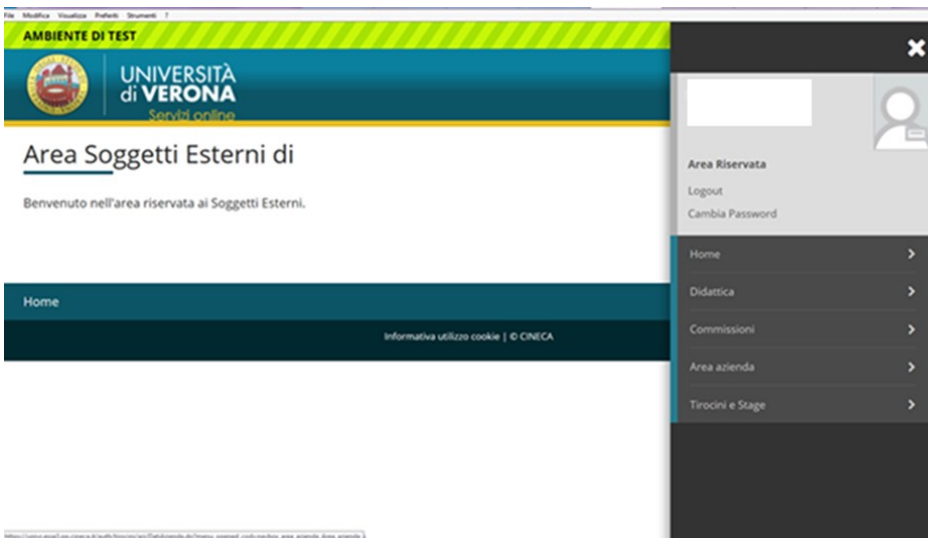 File Modifica Visualizza Preferiti Strumenti ?
AMBIENTE DI TEST
UNIVERSITÀ
di VERONA
Servizi online
Area Soggetti Esterni di
Benvenuto nell'area riservata ai Soggetti Esterni.
Home
Informativa utilizzo cookie | © CINECA
Area Riservata
Logout
Cambia Password
Home
Didattica
Commissioni
Area azienda
Tirocini e Stage